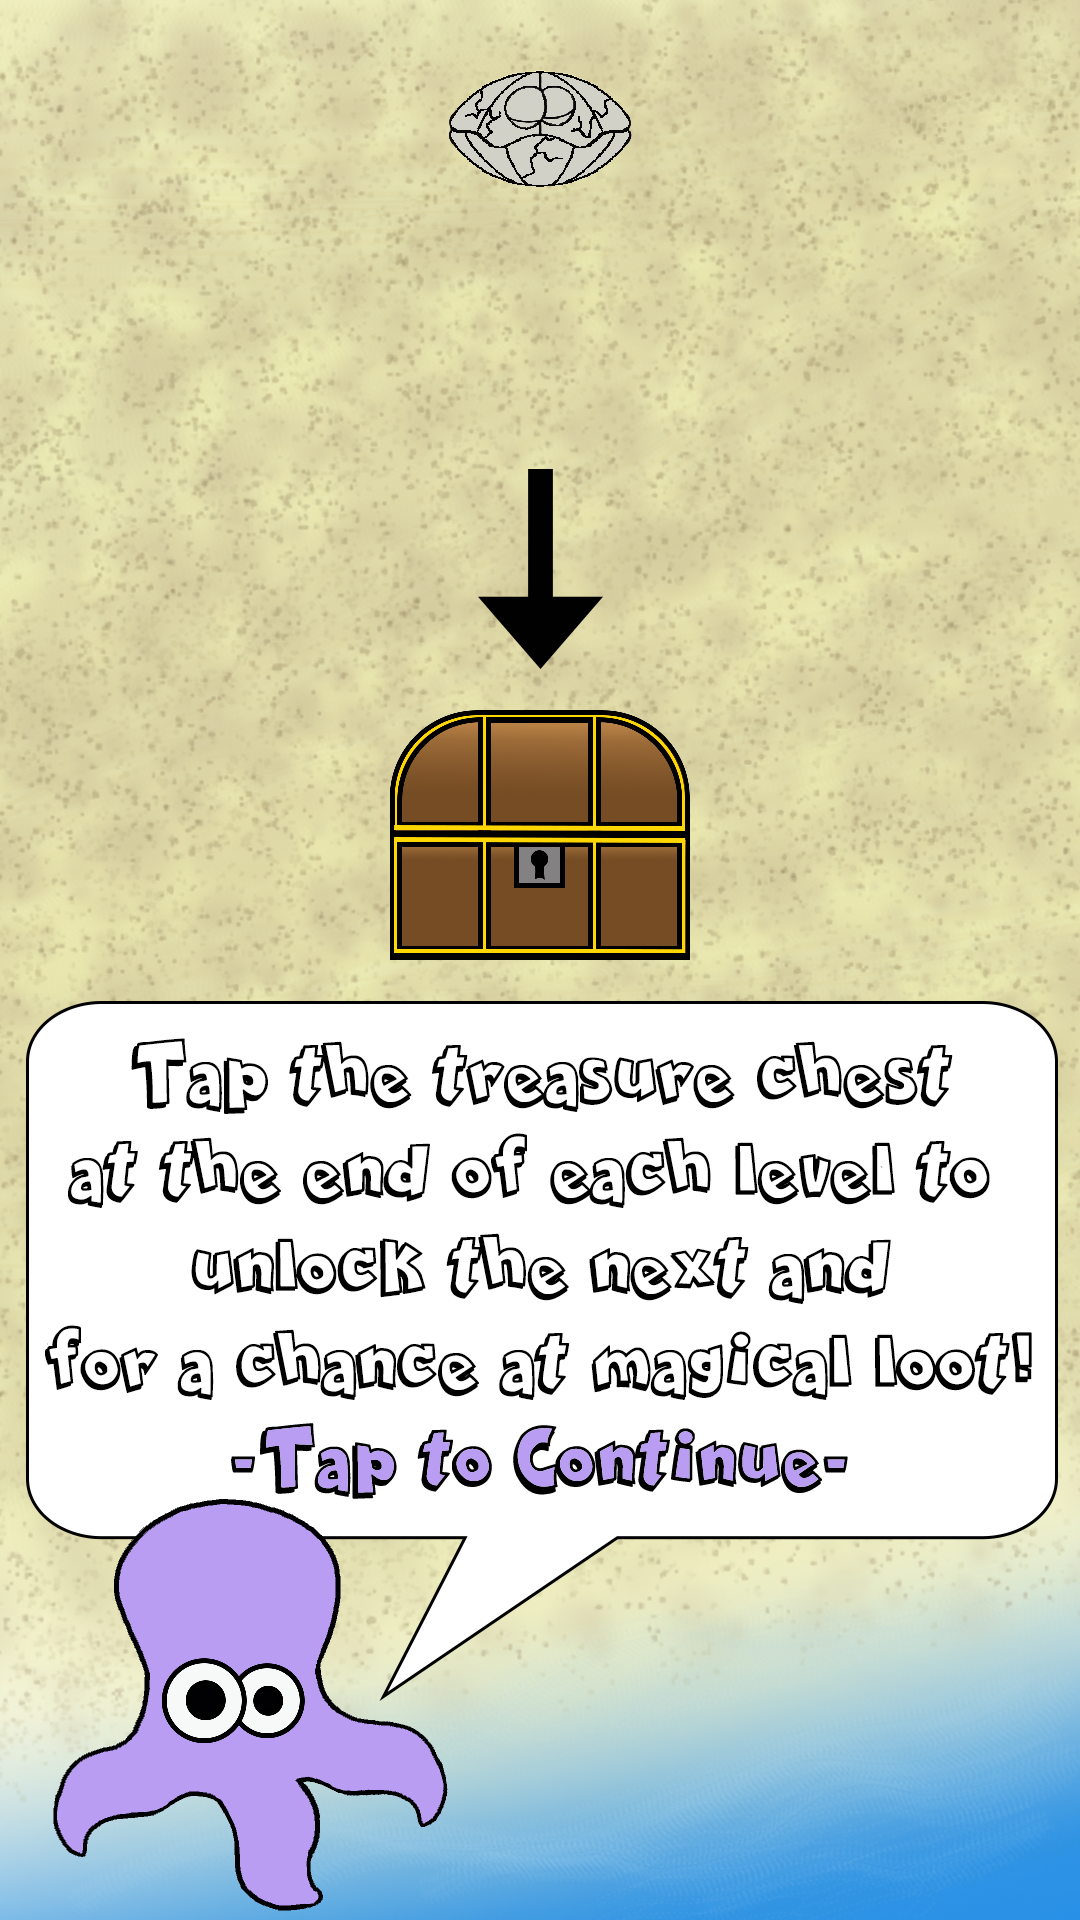 Tap the treasure chest
at the end of each level to
unlock the next and
for a chance at magical loot!
-Tap to Continue-